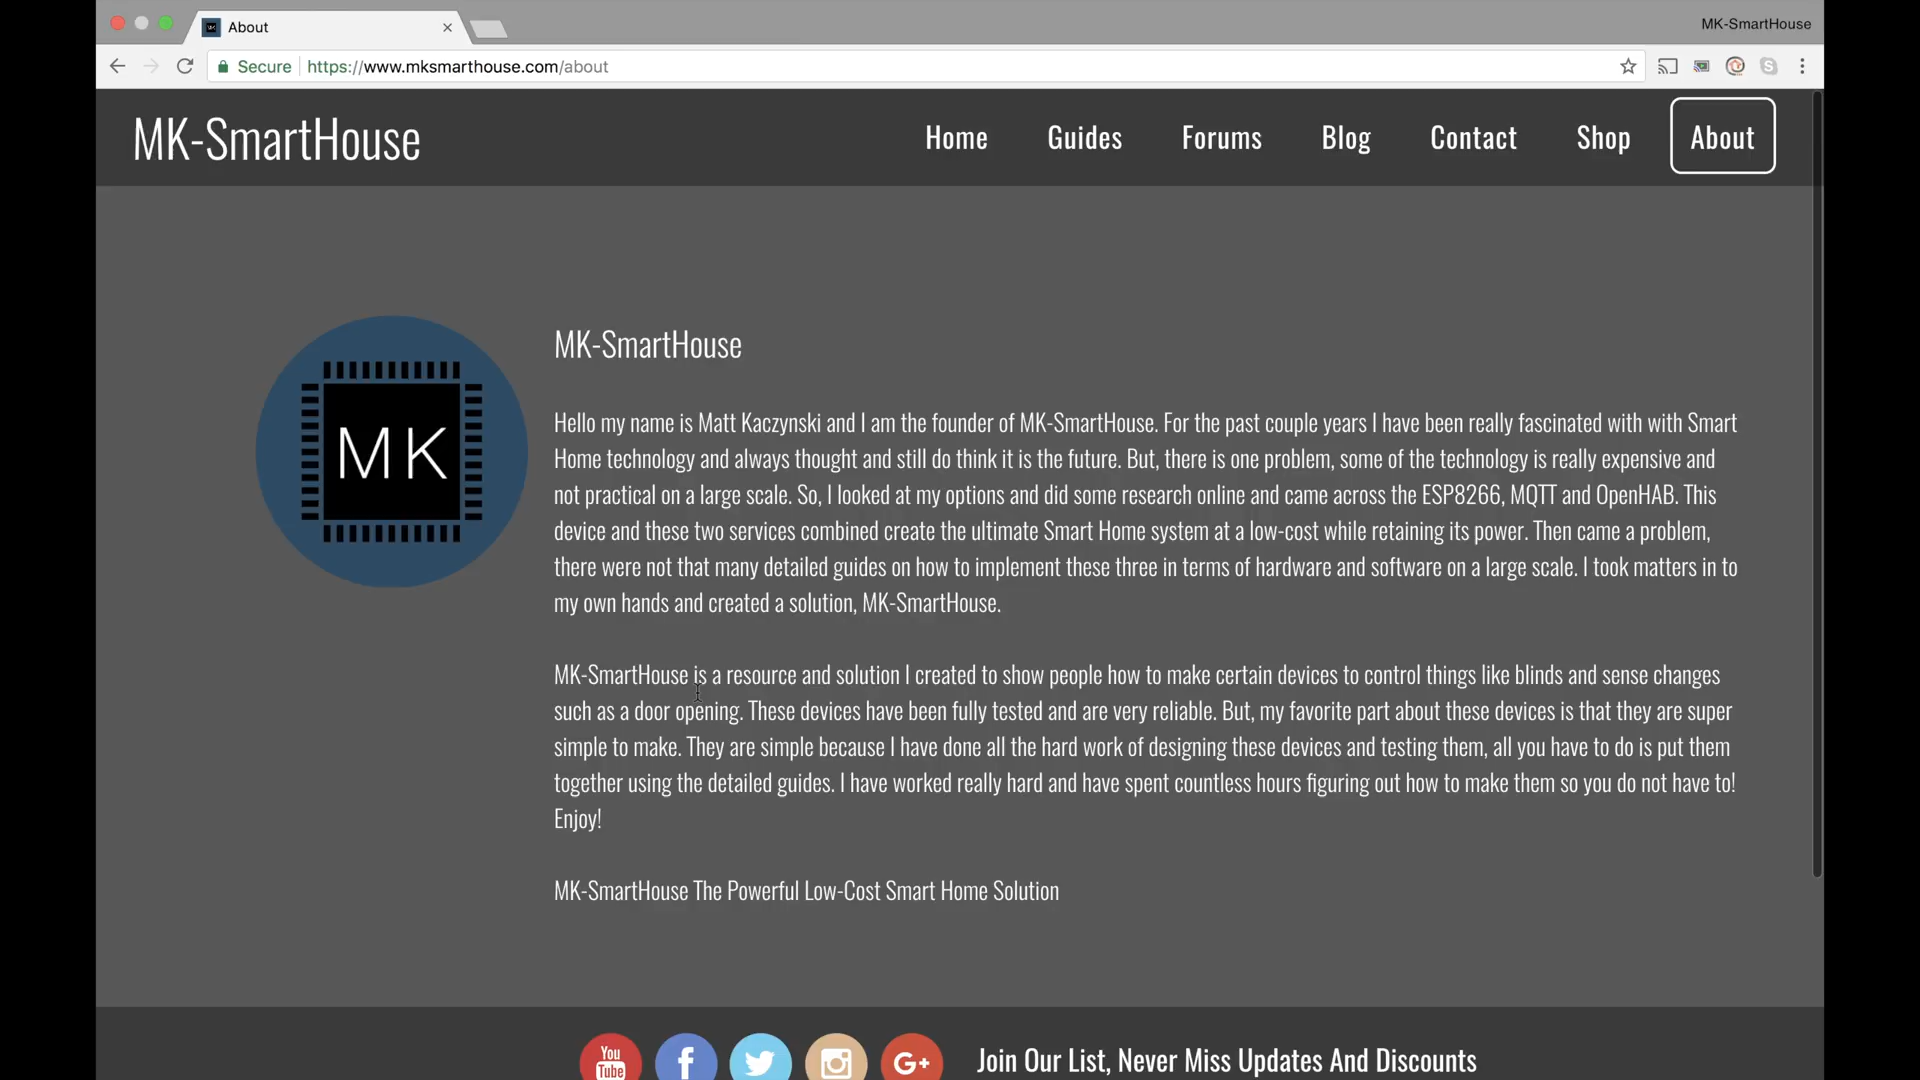 About
MK-SmartHouse
Secure https://www.mksmarthouse.com/about
MK-SmartHouse
Home Guides Forums Blog Contact Shop About
MK
MK-SmartHouse
Hello my name is Matt Kaczynski and I am the founder of MK-SmartHouse. For the past couple years I have been really fascinated with with Smart
Home technology and always thought and still do think it is the future. But, there is one problem, some of the technology is really expensive and
not practical on a large scale. So, I looked at my options and did some research online and came across the ESP8266, MQTT and OpenHAB. This
device and these two services combined create the ultimate Smart Home system at a low-cost while retaining its power. Then came a problem,
there were not that many detailed guides on how to implement these three in terms of hardware and software on a large scale. I took matters in to
my own hands and created a solution, MK-SmartHouse.
MK-SmartHouse is a resource and solution I created to show people how to make certain devices to control things like blinds and sense changes
such as a door opening. These devices have been fully tested and are very reliable. But, my favorite part about these devices is that they are super
simple to make. They are simple because I have done all the hard work of designing these devices and testing them, all you have to do is put them
together using the detailed guides. I have worked really hard and have spent countless hours figuring out how to make them so you do not have to!
Enjoy!
MK-SmartHouse The Powerful Low-Cost Smart Home Solution
You
Tube
f
G+
Join Our List, Never Miss Updates And Discounts